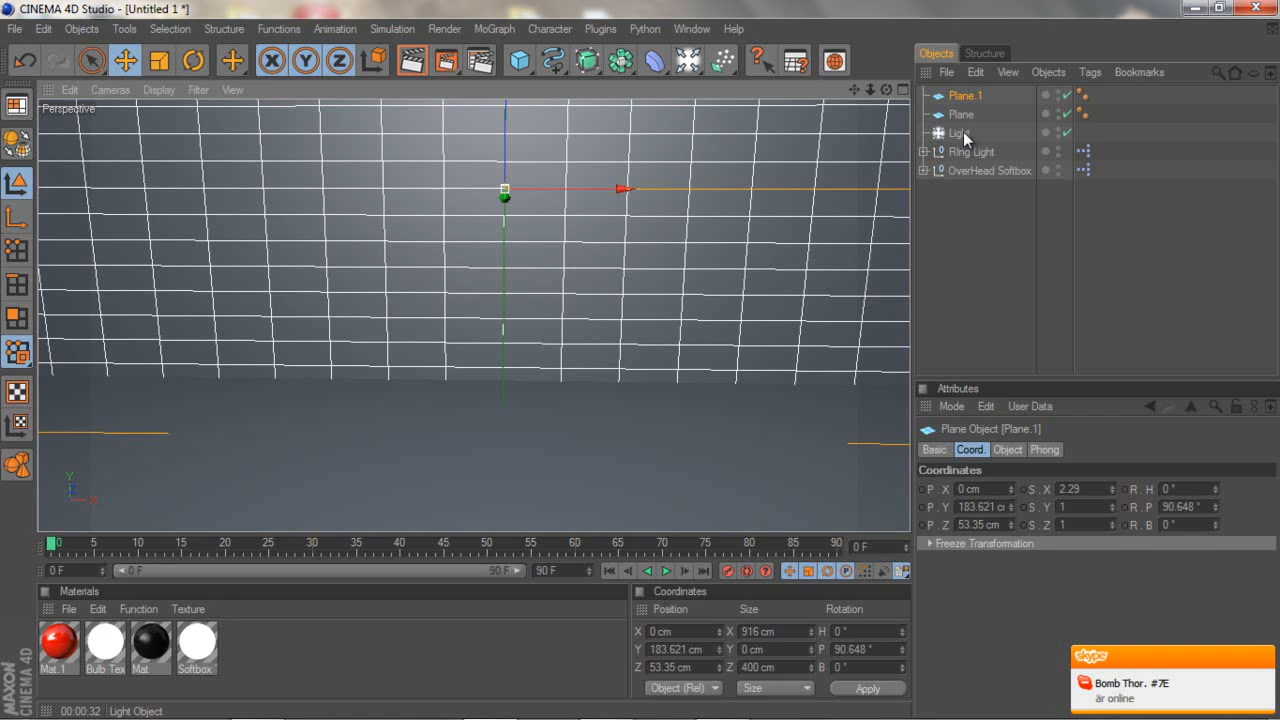 CINEMA 4D Studio - [Untitled 1 *]
File Edit Objects Tools Selection Structure Functions Animation Simulation Render MoGraph Character Plugins Python Window Help
Objects Structure
File Edit View Objects Tags Bookmarks
Edit Cameras Display Filter View
Perspective
Plane.1
Plane
Light
RIng Light
OverHead Softbox
Attributes
Mode Edit User Data
Plane Object [Plane.1]
Basic Coord. Object Phong
Coordinates
P . X 0 cm S . X 2.29 R . H 0 °
P . Y 183.621 c S . Y 1 R . P 90.648 °
P . Z 53.35 cm S . Z 1 R . B 0 °
Freeze Transformation
Y
Z
X
0 5 10 15 20 25 30 35 40 45 50 55 60 65 70 75 80 85 90 0 F
0 F 0 F 90 F 90 F
Materials
File Edit Function Texture
Mat.1 Bulb Tex Mat Softbox
Coordinates
Position Size Rotation
X 0 cm X 916 cm H 0 °
Y 183.621 cm Y 0 cm P 90.648 °
Z 53.35 cm Z 400 cm B 0 °
Object (Rel) Size Apply
MAXON
CINEMA 4D
00:00:32 Light Object
skype
Bomb Thor. #7E
är online